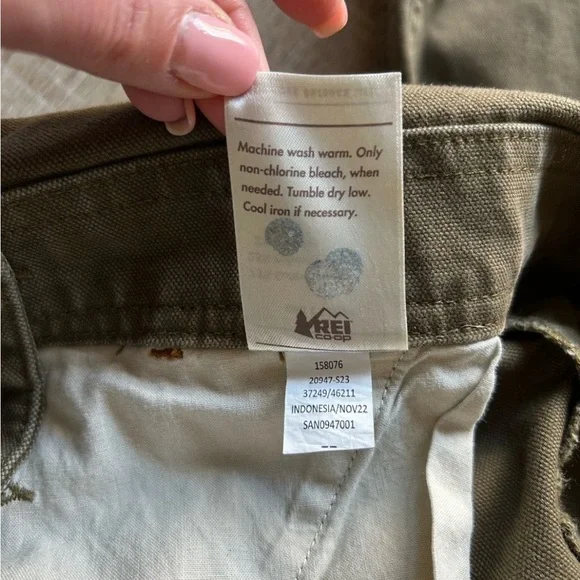 Machine wash warm. Only
non-chlorine bleach, when
needed. Tumble dry low.
Cool iron if necessary.
REI
CO·OP
158076
20947-S23
37249/46211
INDONESIA/NOV22
SAN0947001